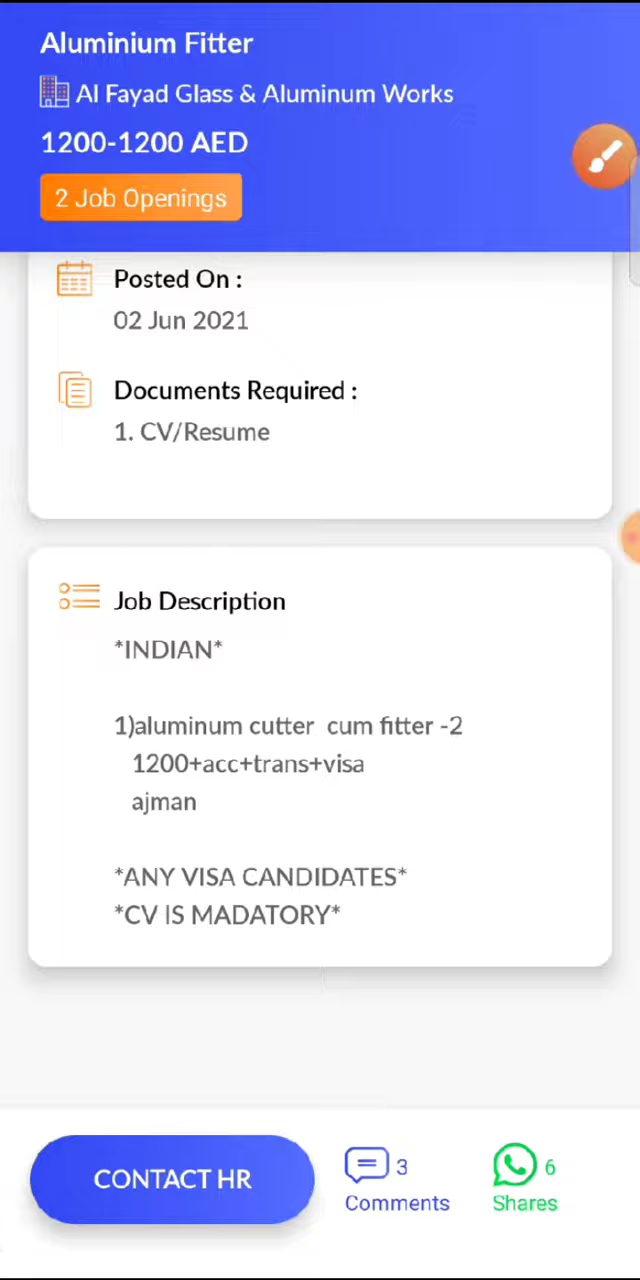 Aluminium Fitter
Al Fayad Glass & Aluminum Works
1200-1200 AED
2 Job Openings
Posted On :
02 Jun 2021
Documents Required :
1. CV/Resume
Job Description
*INDIAN*
1)aluminum cutter cum fitter -2
1200+acc+trans+visa
ajman
*ANY VISA CANDIDATES*
*CV IS MADATORY*
CONTACT HR
3
Comments
6
Shares